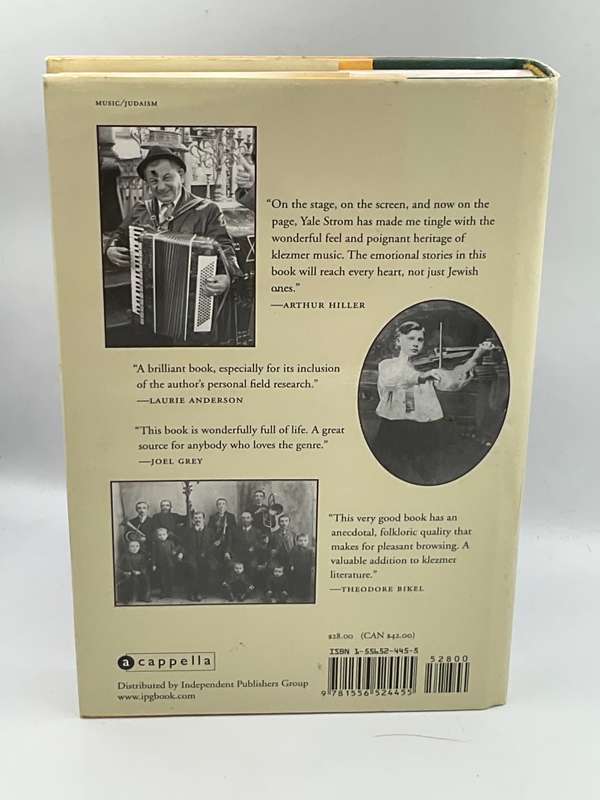 MUSIC/JUDAISM
“On the stage, on the screen, and now on the
page, Yale Strom has made me tingle with the
wonderful feel and poignant heritage of
klezmer music. The emotional stories in this
book will reach every heart, not just Jewish
ones.”
—ARTHUR HILLER
“A brilliant book, especially for its inclusion
of the author’s personal field research.”
—LAURIE ANDERSON
“This book is wonderfully full of life. A great
source for anybody who loves the genre.”
—JOEL GREY
“This very good book has an
anecdotal, folkloric quality that
makes for pleasant browsing. A
valuable addition to klezmer
literature.”
—THEODORE BIKEL
$28.00 (CAN $42.00)
ISBN 1-55652-445-5
52800
9 781556 524455
a cappella
Distributed by Independent Publishers Group
www.ipgbook.com